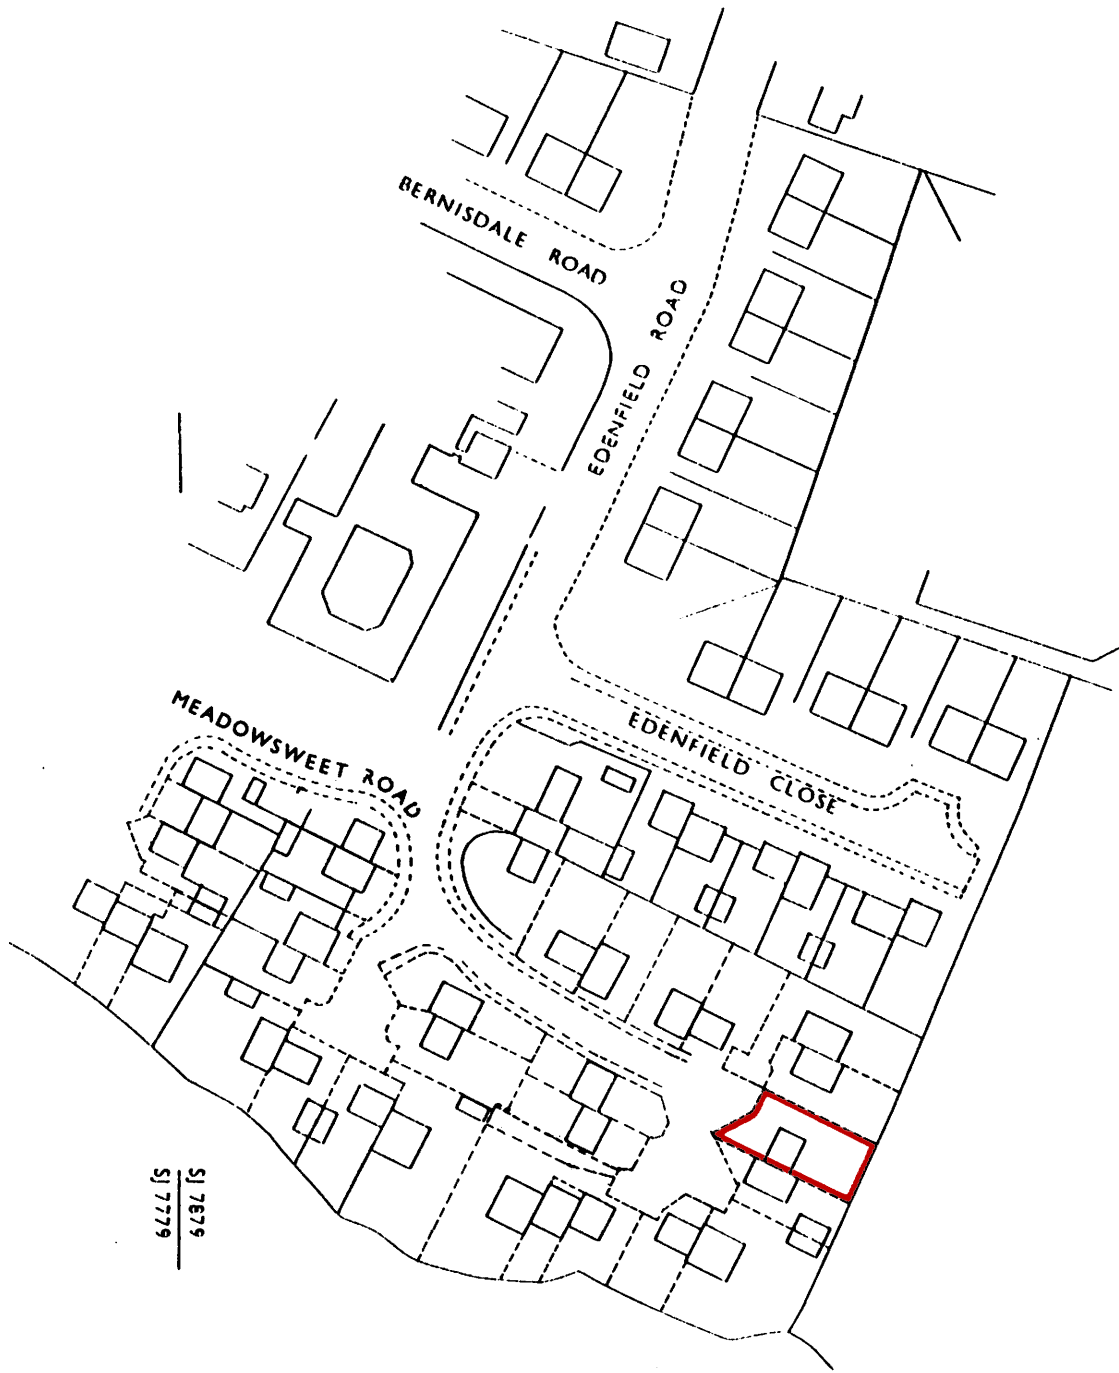 BERNISDALE ROAD
EDENFIELD ROAD
MEADOWSWEET ROAD
EDENFIELD CLOSE
SJ 7679
SJ 7779